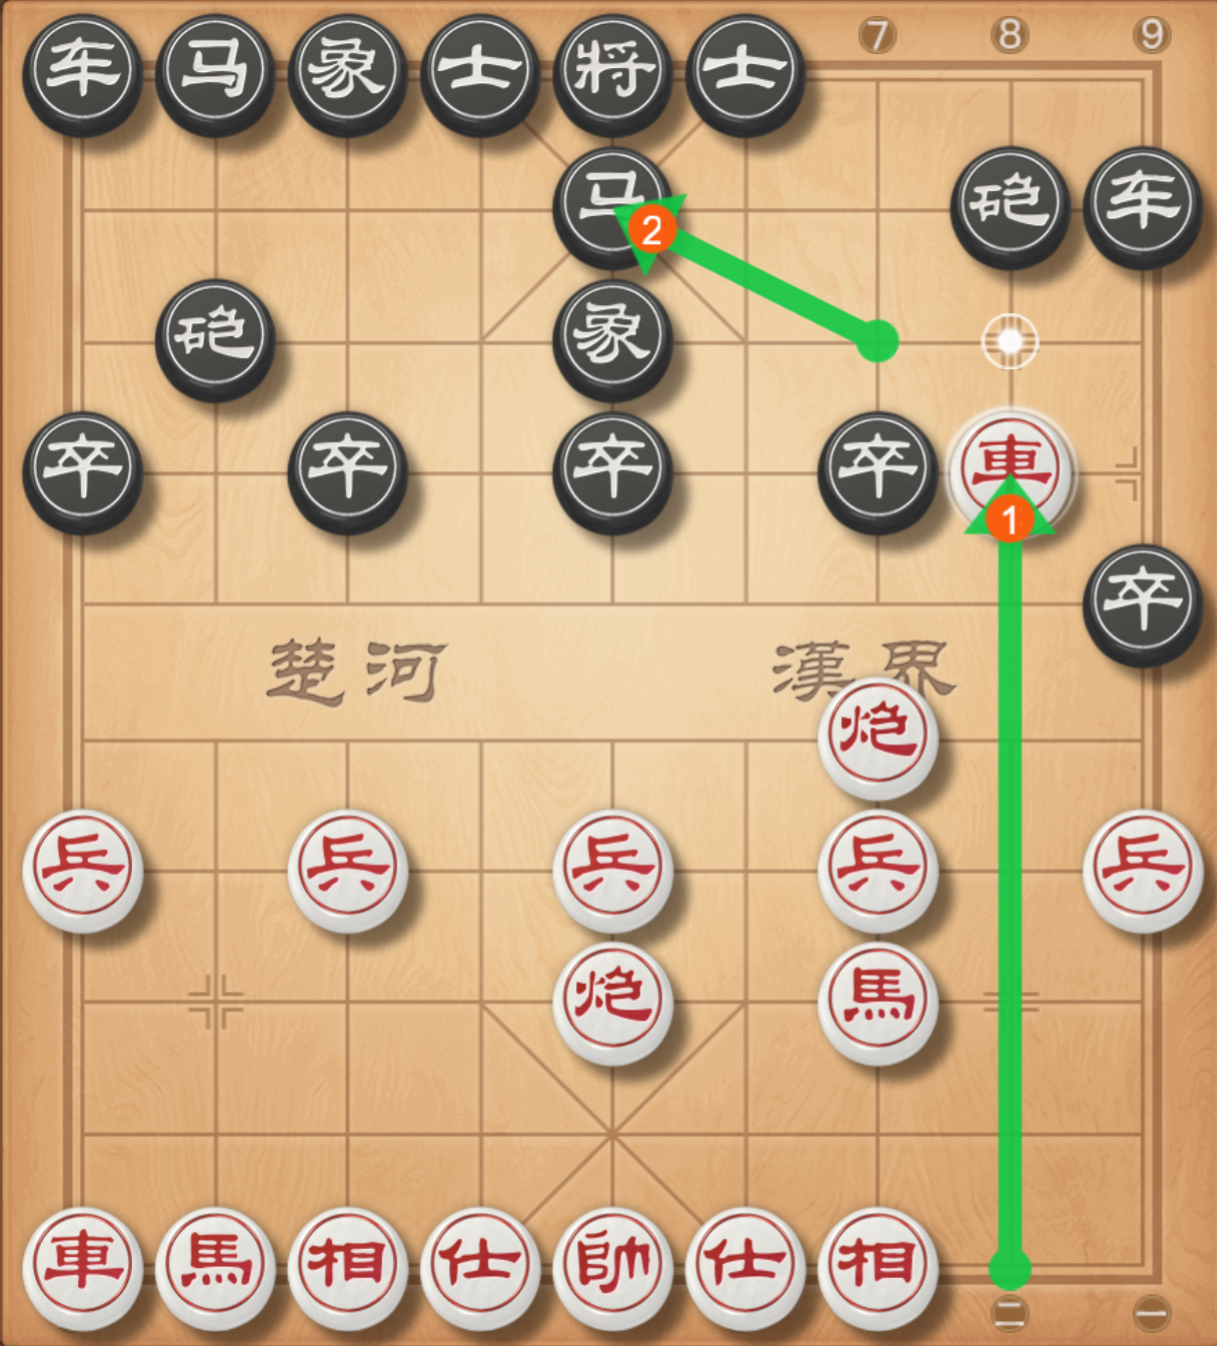 7 8 9
车 马 象 士 将 士
马 砲 车
2
砲 象
卒 卒 卒 卒 車
1
卒
楚河 漢界
炮
兵 兵 兵 兵 兵
炮 馬
車 馬 相 仕 帥 仕 相
二 一